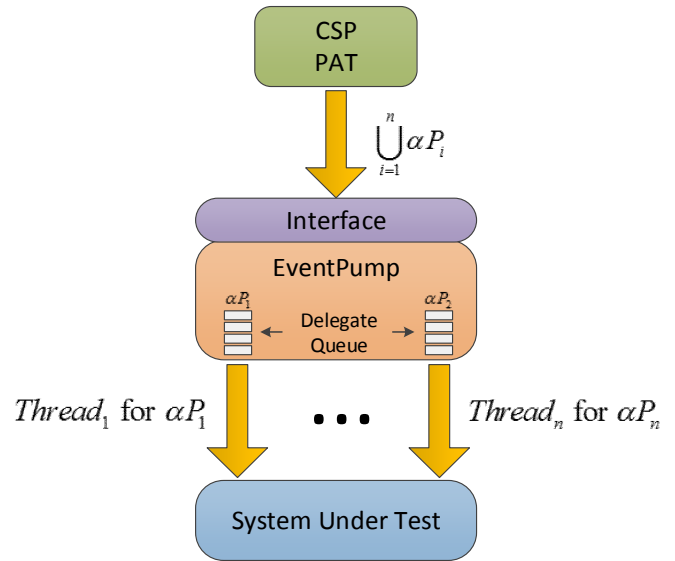 CSP
PAT
n
⋃ αP_i
i=1
Interface
EventPump
αP_1
αP_2
Delegate
Queue
Thread_1 for αP_1
...
Thread_n for αP_n
System Under Test